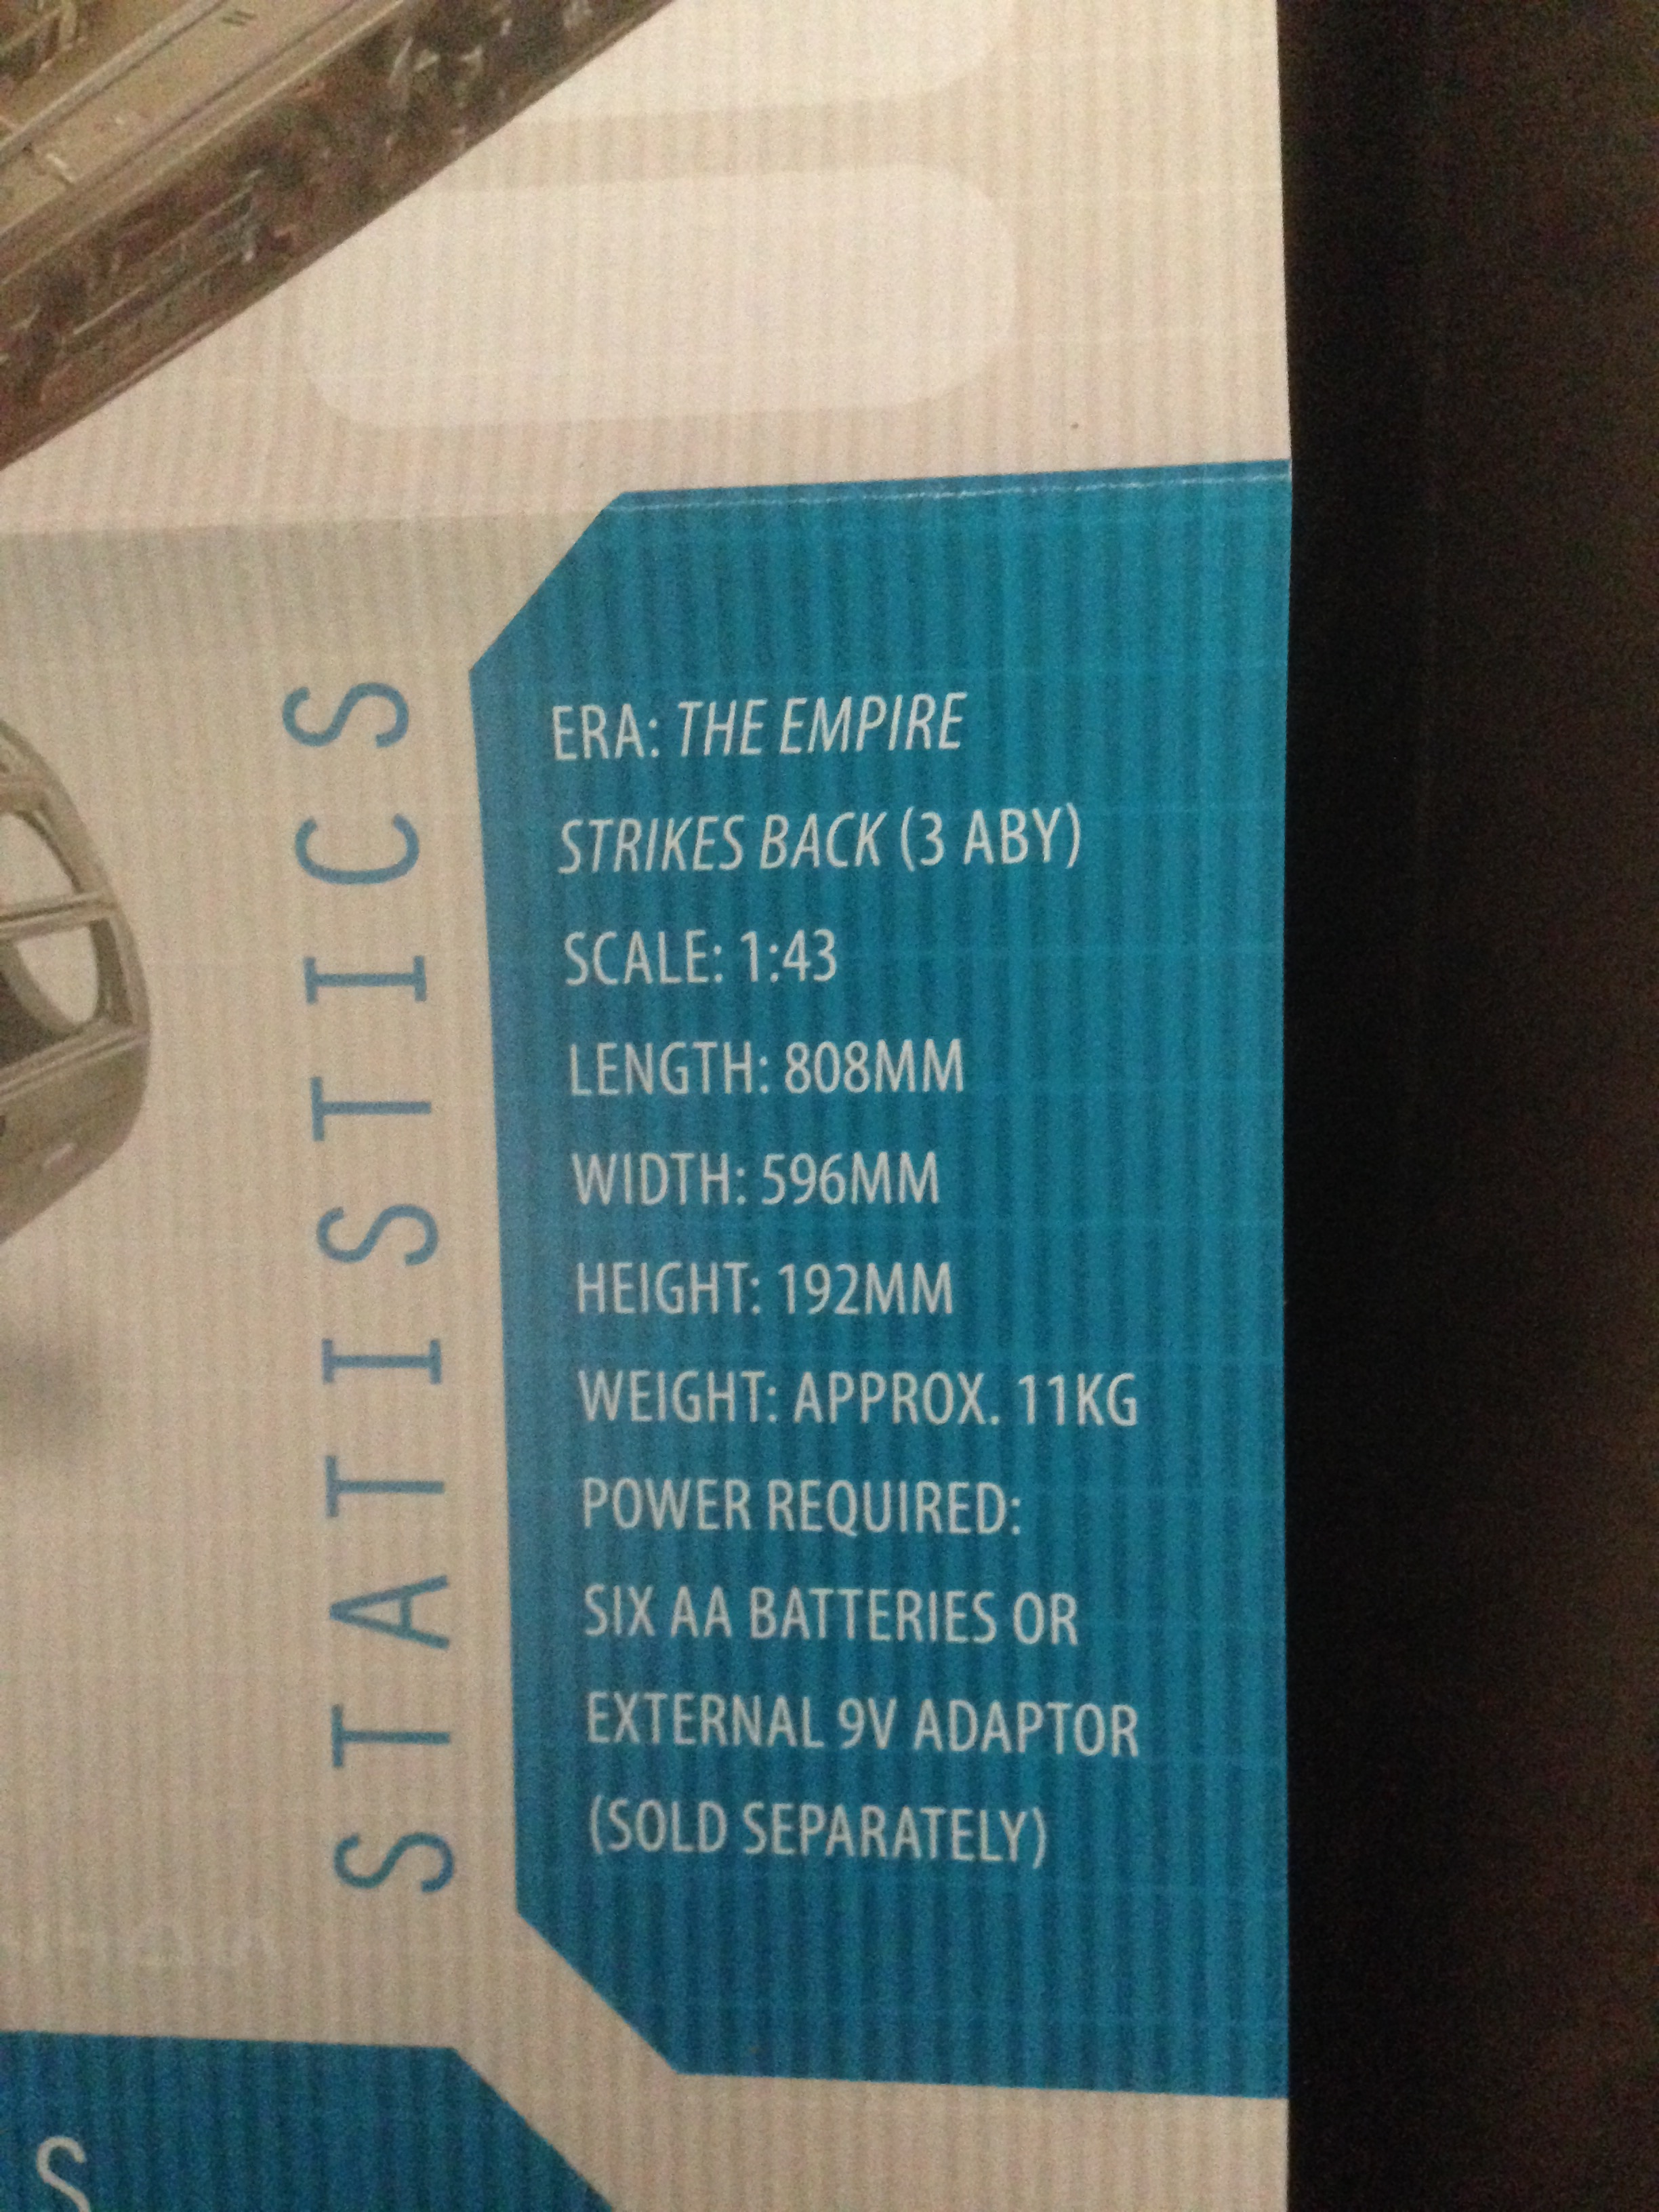 STATISTICS
ERA: THE EMPIRE
STRIKES BACK (3 ABY)
SCALE: 1:43
LENGTH: 808MM
WIDTH: 596MM
HEIGHT: 192MM
WEIGHT: APPROX. 11KG
POWER REQUIRED:
SIX AA BATTERIES OR
EXTERNAL 9V ADAPTOR
(SOLD SEPARATELY)
S